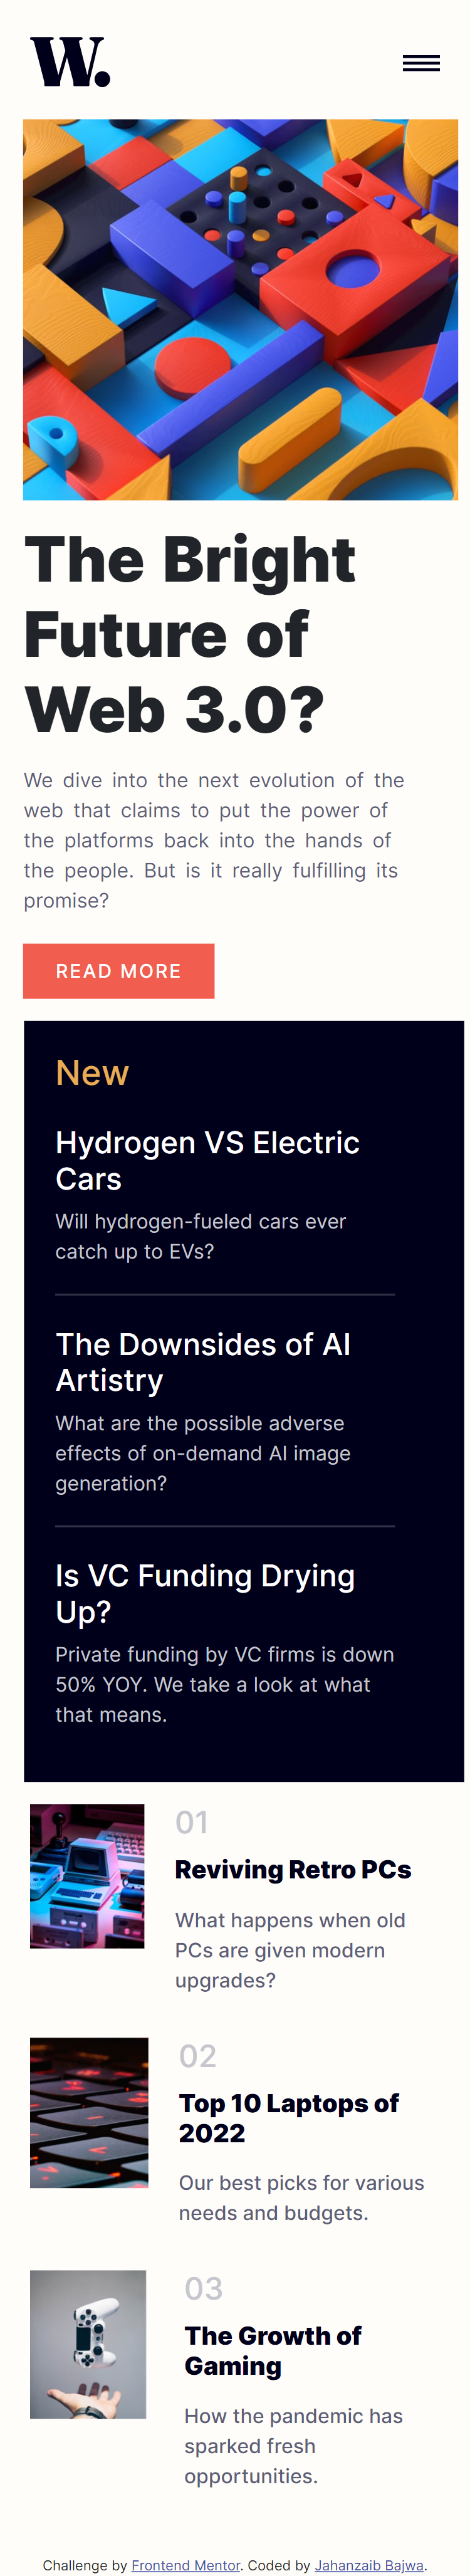 W.
The Bright
Future of
Web 3.0?
We dive into the next evolution of the
web that claims to put the power of
the platforms back into the hands of
the people. But is it really fulfilling its
promise?
READ MORE
New
Hydrogen VS Electric
Cars
Will hydrogen-fueled cars ever
catch up to EVs?
The Downsides of AI
Artistry
What are the possible adverse
effects of on-demand AI image
generation?
Is VC Funding Drying
Up?
Private funding by VC firms is down
50% YOY. We take a look at what
that means.
01
Reviving Retro PCs
What happens when old
PCs are given modern
upgrades?
02
Top 10 Laptops of
2022
Our best picks for various
needs and budgets.
03
The Growth of
Gaming
How the pandemic has
sparked fresh
opportunities.
Challenge by Frontend Mentor. Coded by Jahanzaib Bajwa.